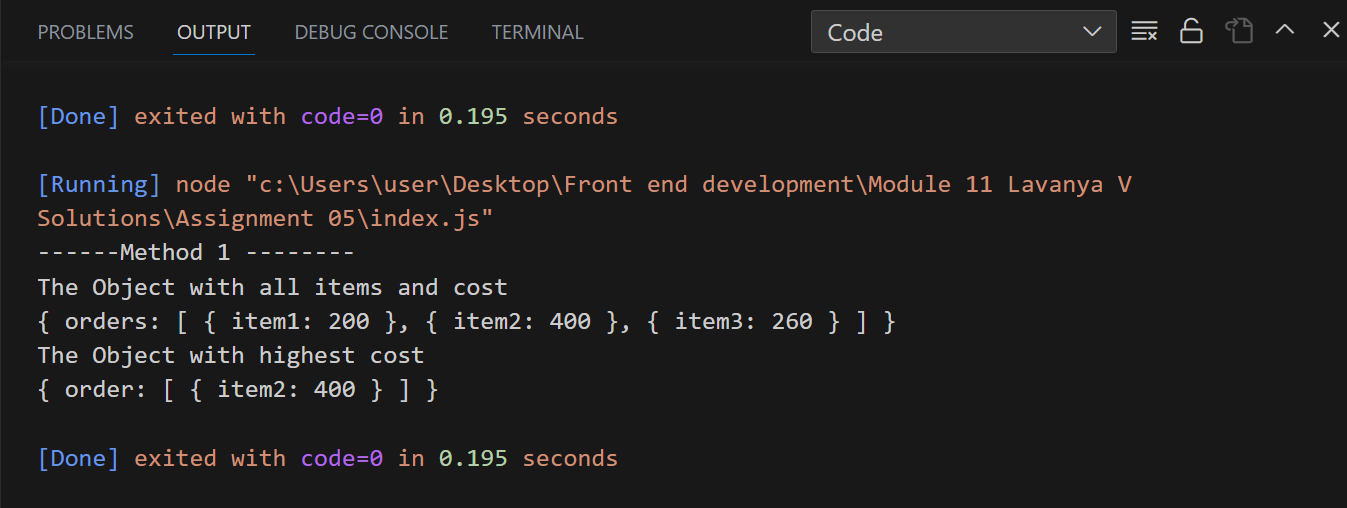 PROBLEMS OUTPUT DEBUG CONSOLE TERMINAL Code
[Done] exited with code=0 in 0.195 seconds
[Running] node "c:\Users\user\Desktop\Front end development\Module 11 Lavanya V
Solutions\Assignment 05\index.js"
------Method 1 --------
The Object with all items and cost
{ orders: [ { item1: 200 }, { item2: 400 }, { item3: 260 } ] }
The Object with highest cost
{ order: [ { item2: 400 } ] }
[Done] exited with code=0 in 0.195 seconds